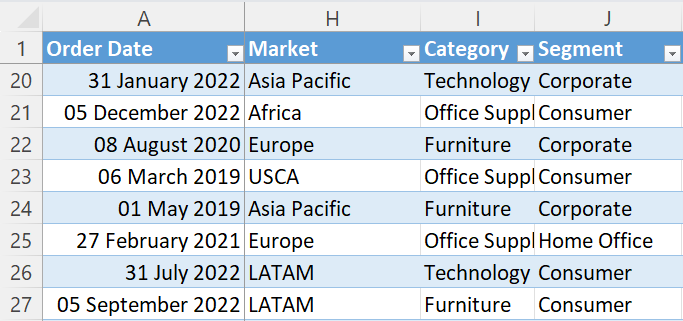 A H I J
1 Order Date Market Category Segment
20 31 January 2022 Asia Pacific Technology Corporate
21 05 December 2022 Africa Office Suppl Consumer
22 08 August 2020 Europe Furniture Corporate
23 06 March 2019 USCA Office Suppl Consumer
24 01 May 2019 Asia Pacific Furniture Corporate
25 27 February 2021 Europe Office Suppl Home Office
26 31 July 2022 LATAM Technology Consumer
27 05 September 2022 LATAM Furniture Consumer